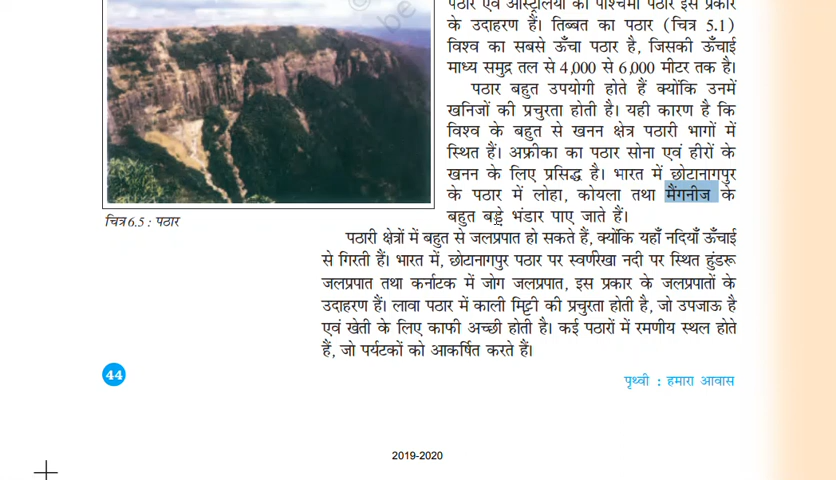 पठार एवं आस्ट्रेलिया का पश्चिमी पठार इस प्रकार
के उदाहरण हैं। तिब्बत का पठार (चित्र 5.1)
विश्व का सबसे ऊँचा पठार है, जिसकी ऊँचाई
माध्य समुद्र तल से 4,000 से 6,000 मीटर तक है।
पठार बहुत उपयोगी होते हैं क्योंकि उनमें
खनिजों की प्रचुरता होती है। यही कारण है कि
विश्व के बहुत से खनन क्षेत्र पठारी भागों में
स्थित हैं। अफ्रीका का पठार सोना एवं हीरों के
खनन के लिए प्रसिद्ध है। भारत में छोटानागपुर
के पठार में लोहा, कोयला तथा मैंगनीज के
बहुत बड़े भंडार पाए जाते हैं।
चित्र 6.5 : पठार
पठारी क्षेत्रों में बहुत से जलप्रपात हो सकते हैं, क्योंकि यहाँ नदियाँ ऊँचाई
से गिरती हैं। भारत में, छोटानागपुर पठार पर स्वर्णरेखा नदी पर स्थित हुंडरू
जलप्रपात तथा कर्नाटक में जोग जलप्रपात, इस प्रकार के जलप्रपातों के
उदाहरण हैं। लावा पठार में काली मिट्टी की प्रचुरता होती है, जो उपजाऊ है
एवं खेती के लिए काफी अच्छी होती है। कई पठारों में रमणीय स्थल होते
हैं, जो पर्यटकों को आकर्षित करते हैं।
44
पृथ्वी : हमारा आवास
2019-2020